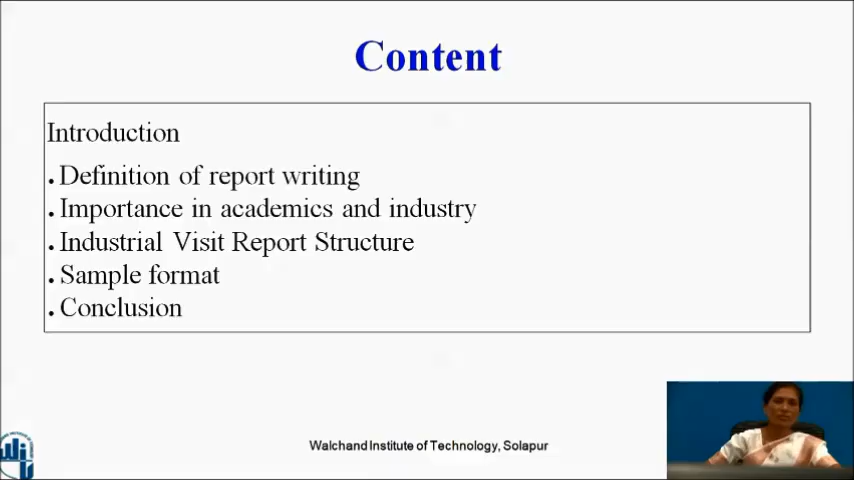 Content
Introduction
• Definition of report writing
• Importance in academics and industry
• Industrial Visit Report Structure
• Sample format
• Conclusion
Walchand Institute of Technology, Solapur